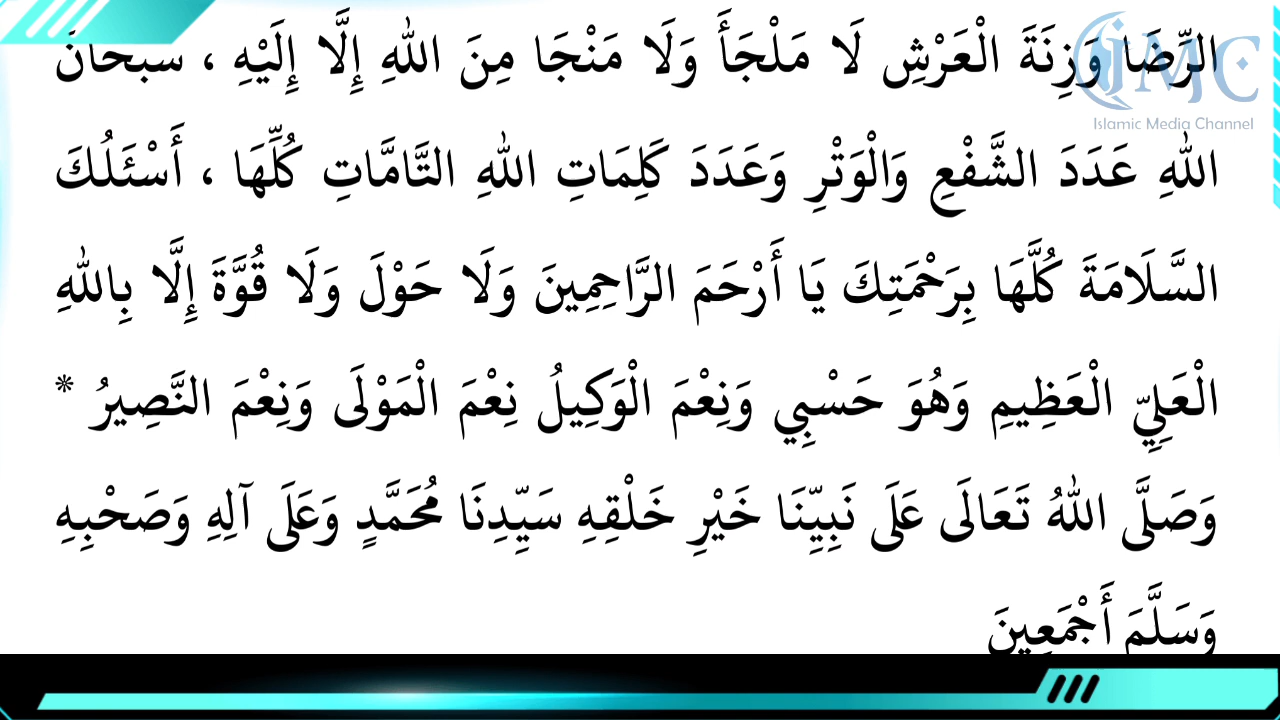 الرِّضَا وَزِنَةَ الْعَرْشِ لَا مَلْجَأَ وَلَا مَنْجَا مِنَ اللهِ إِلَّا إِلَيْهِ ، سبحانَ
اللهِ عَدَدَ الشَّفْعِ وَالْوَتْرِ وَعَدَدَ كَلِمَاتِ اللهِ التَّامَّاتِ كُلِّهَا ، أَسْئَلُكَ
السَّلَامَةَ كُلَّهَا بِرَحْمَتِكَ يَا أَرْحَمَ الرَّاحِمِينَ وَلَا حَوْلَ وَلَا قُوَّةَ إِلَّا بِاللهِ
الْعَلِيِّ الْعَظِيمِ وَهُوَ حَسْبِي وَنِعْمَ الْوَكِيلُ نِعْمَ الْمَوْلَى وَنِعْمَ النَّصِيرُ *
وَصَلَّى اللهُ تَعَالَى عَلَى نَبِيِّنَا خَيْرِ خَلْقِهِ سَيِّدِنَا مُحَمَّدٍ وَعَلَى آلِهِ وَصَحْبِهِ
وَسَلَّمَ أَجْمَعِينَ
IMC
Islamic Media Channel